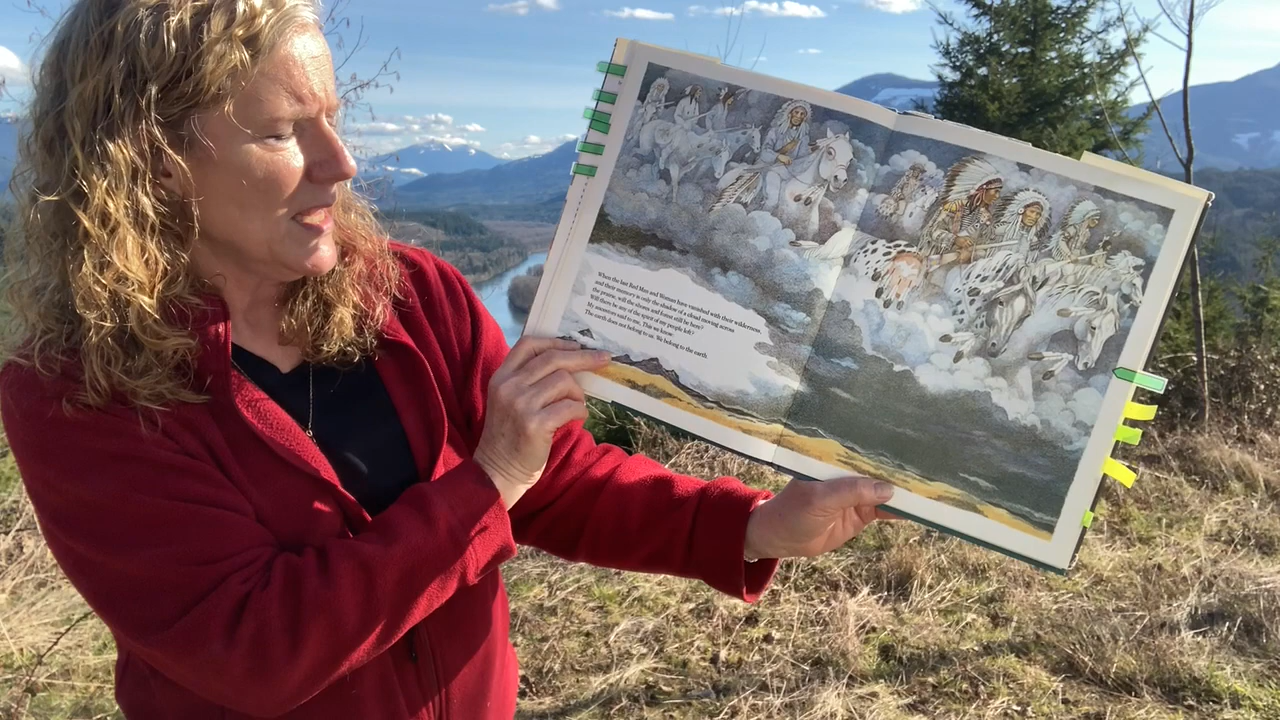 When the last Red Man and Woman have vanished with their wilderness,
and their memory is only the shadow of a cloud moving across
the prairie, will the shores and forest still be here?
Will there be any of the spirit of my people left?
My ancestors said to me, This we know:
The earth does not belong to us. We belong to the earth.